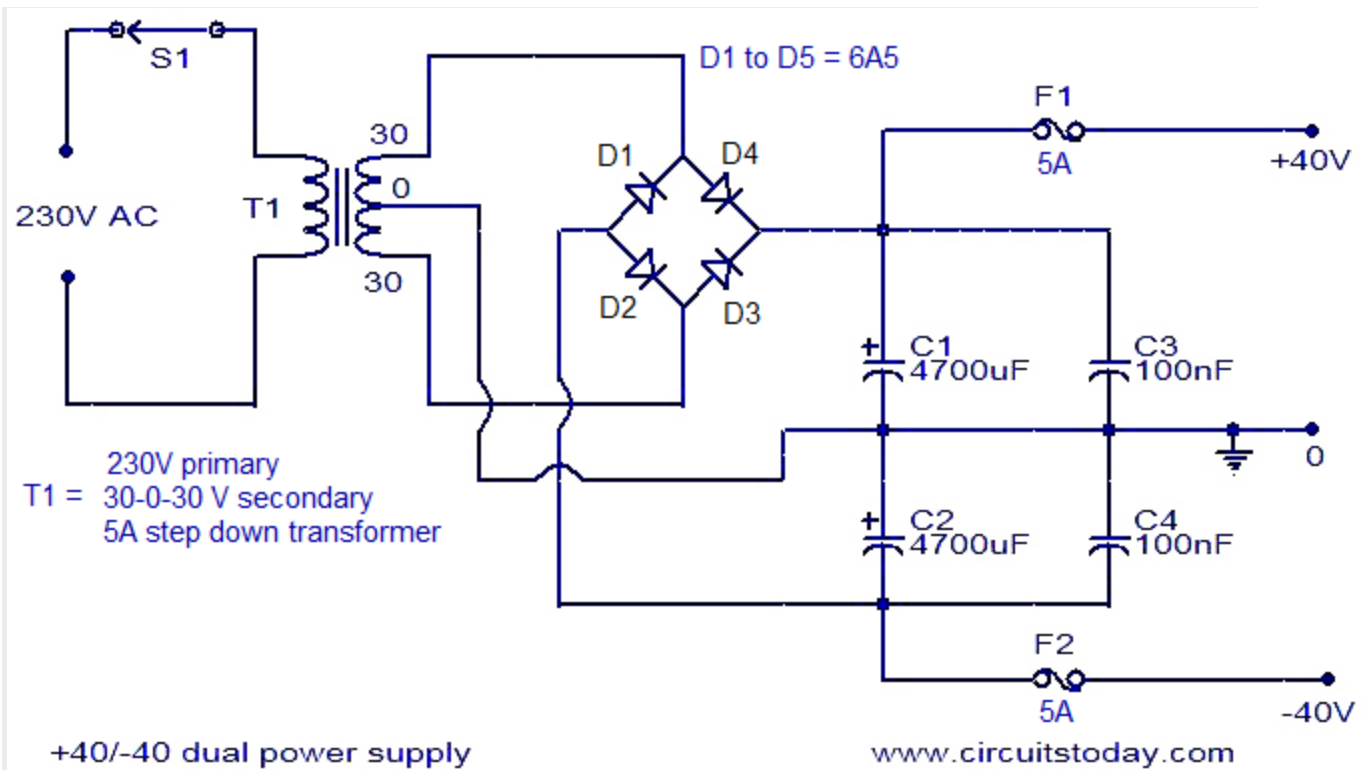 S1
D1 to D5 = 6A5
F1
5A
+40V
30
D1
D4
230V AC
T1
0
30
D2
D3
+ C1
4700uF
C3
100nF
0
230V primary
T1 = 30-0-30 V secondary
5A step down transformer
+ C2
4700uF
C4
100nF
F2
5A
-40V
+40/-40 dual power supply
www.circuitstoday.com